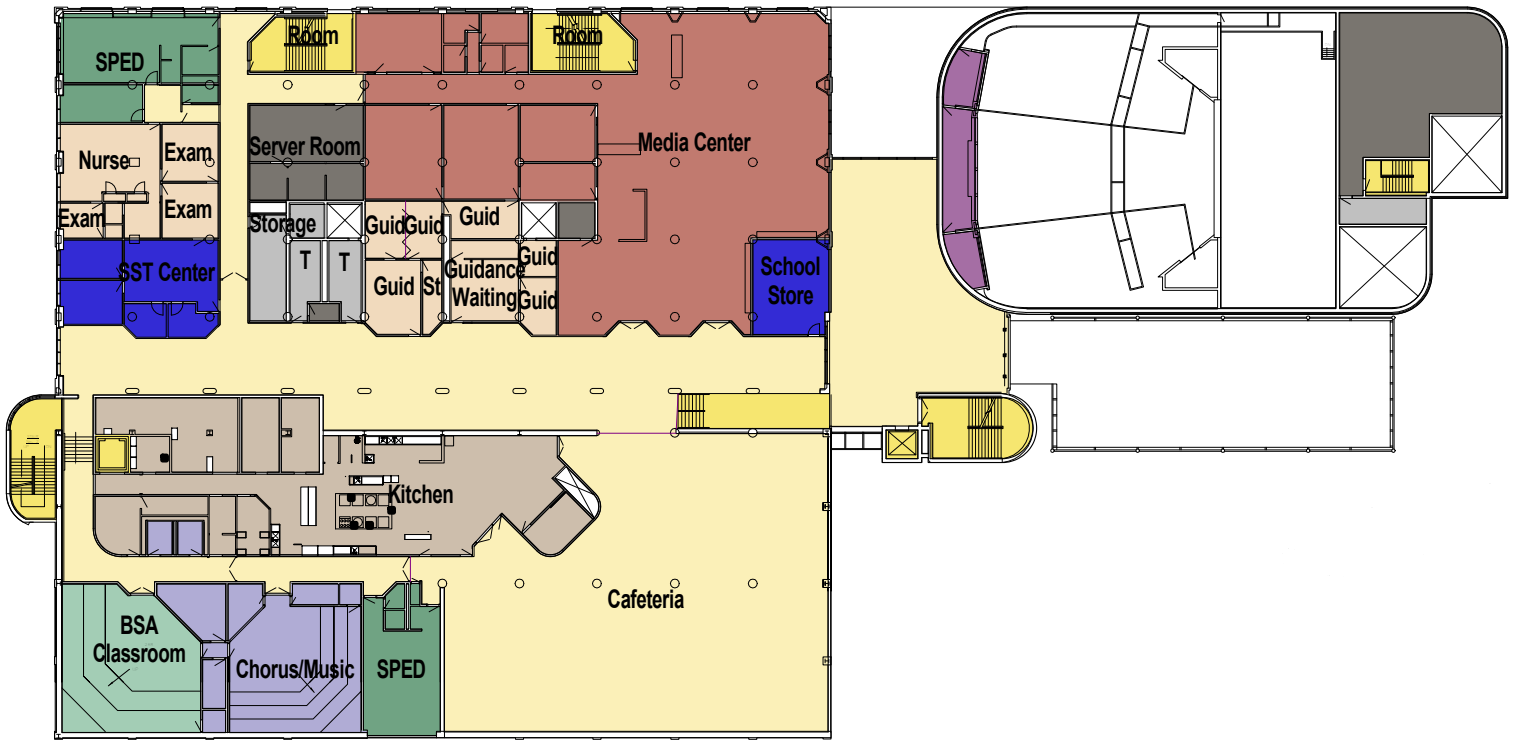 Room
Room
SPED
Server Room
Media Center
Nurse
Exam
Exam
Exam
Storage
Guid
Guid
Guid
T
T
SST Center
Guid
St
Guidance
Waiting
Guid
Guid
School
Store
Kitchen
Cafeteria
BSA
Classroom
Chorus/Music
SPED